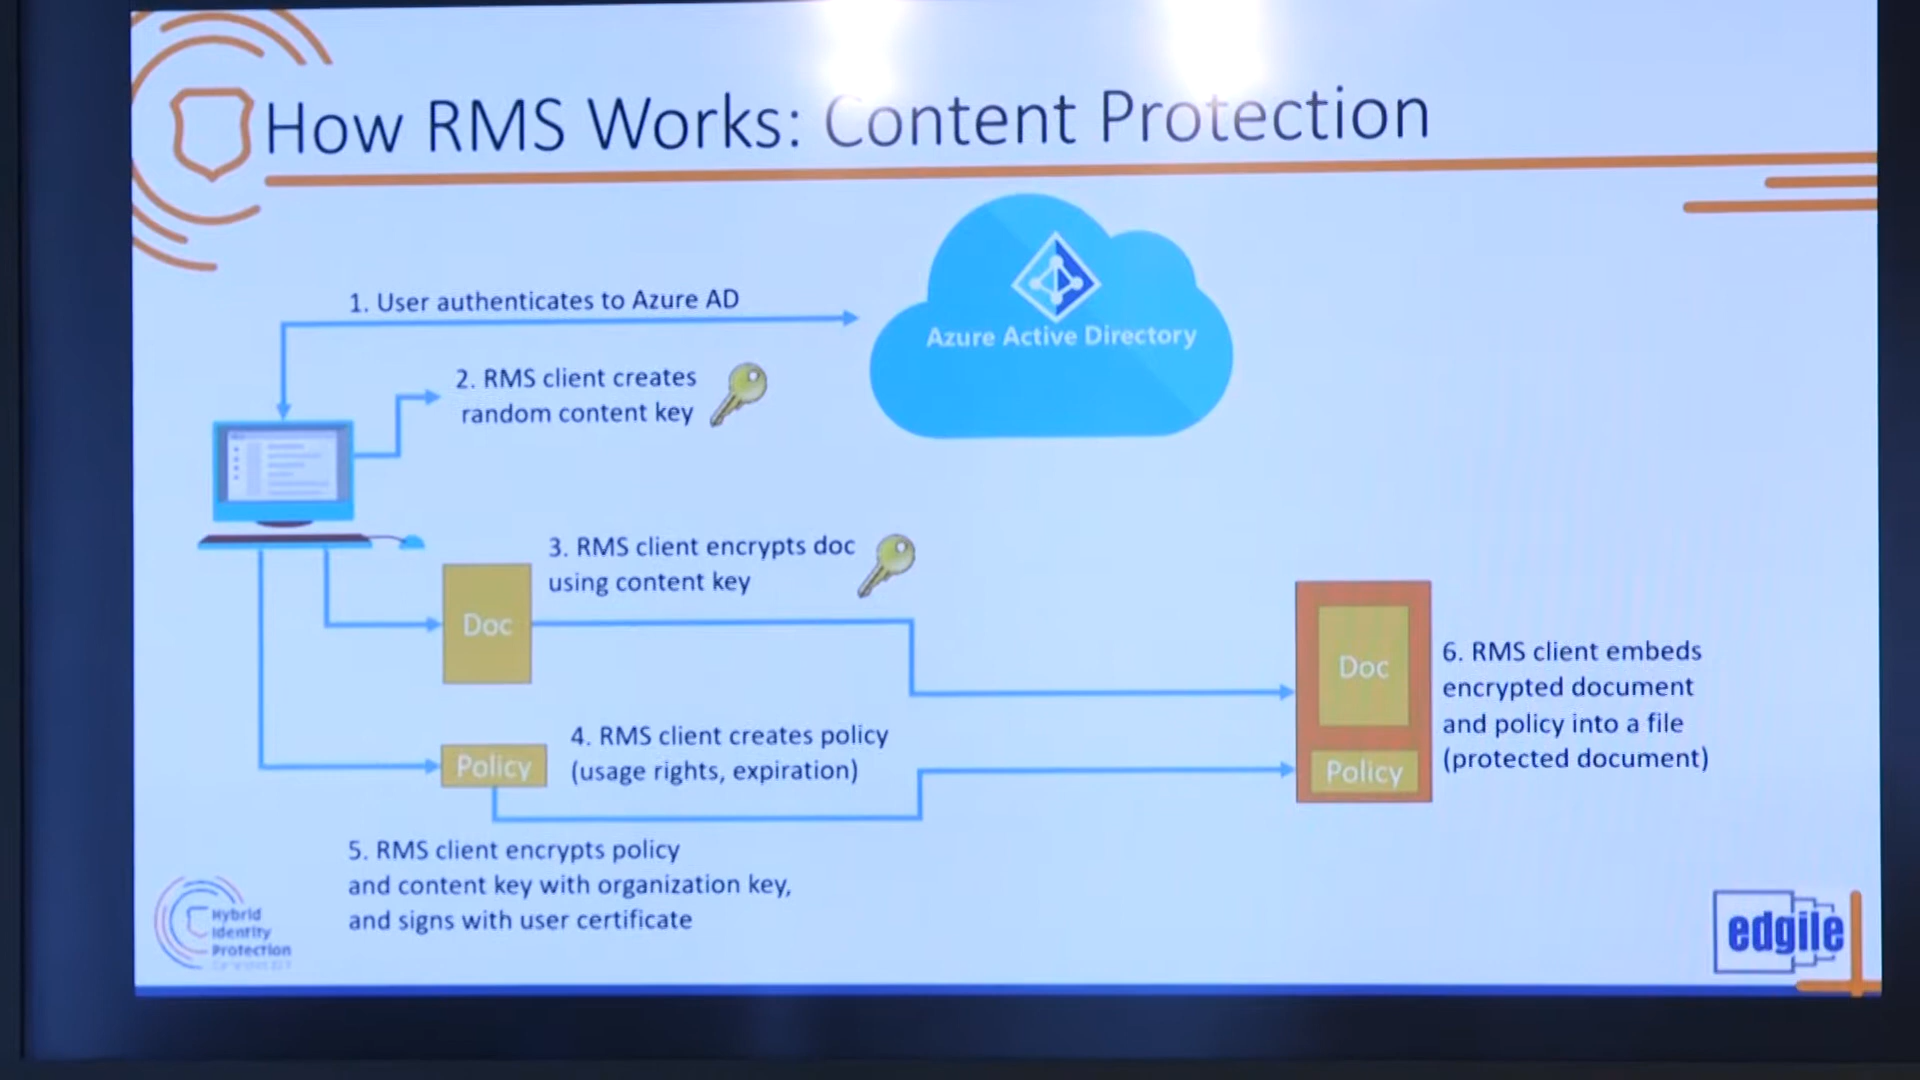 How RMS Works: Content Protection
1. User authenticates to Azure AD
Azure Active Directory
2. RMS client creates
random content key
3. RMS client encrypts doc
using content key
Doc
Doc
6. RMS client embeds
encrypted document
and policy into a file
(protected document)
4. RMS client creates policy
(usage rights, expiration)
Policy
Policy
5. RMS client encrypts policy
and content key with organization key,
and signs with user certificate
Hybrid
Identity
Protection
edgile